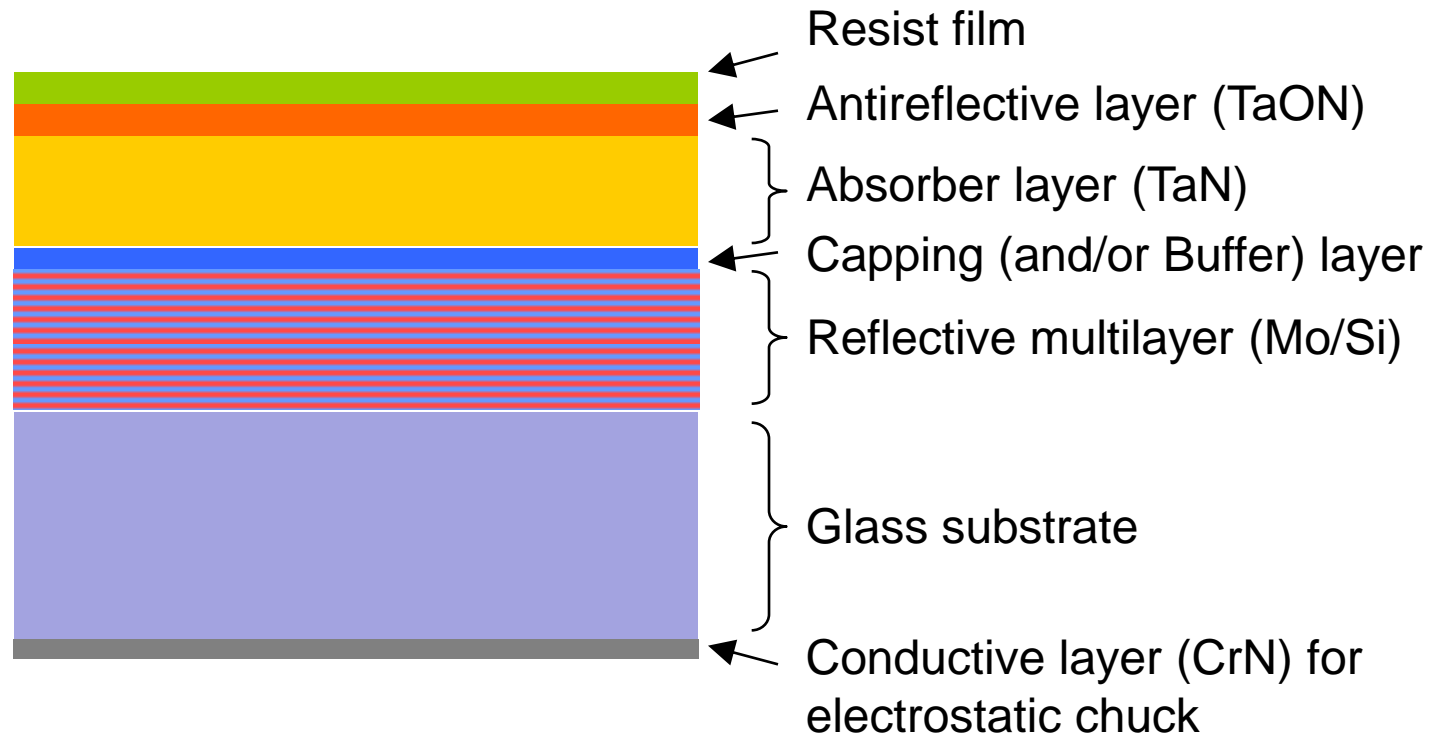 Resist film
Antireflective layer (TaON)
Absorber layer (TaN)
Capping (and/or Buffer) layer
Reflective multilayer (Mo/Si)
Glass substrate
Conductive layer (CrN) for
electrostatic chuck